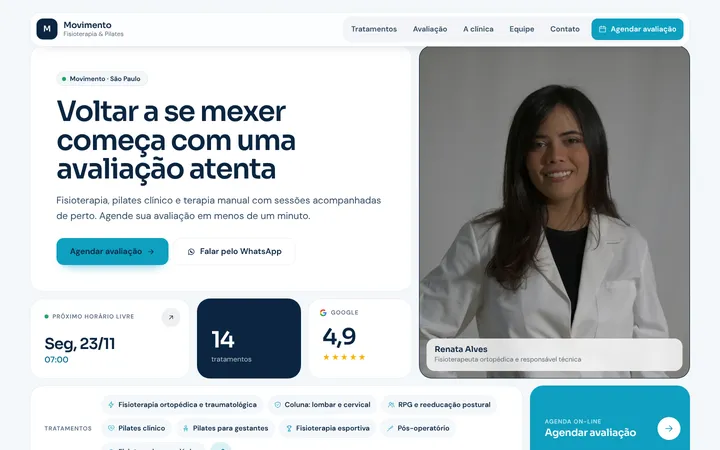 M
Movimento
Fisioterapia & Pilates
Tratamentos
Avaliação
A clínica
Equipe
Contato
Agendar avaliação
Movimento · São Paulo
Voltar a se mexer
começa com uma
avaliação atenta
Fisioterapia, pilates clínico e terapia manual com sessões acompanhadas
de perto. Agende sua avaliação em menos de um minuto.
Agendar avaliação →
Falar pelo WhatsApp
Renata Alves
Fisioterapeuta ortopédica e responsável técnica
PRÓXIMO HORÁRIO LIVRE
Seg, 23/11
07:00
14
tratamentos
GOOGLE
4,9
★★★★★
TRATAMENTOS
Fisioterapia ortopédica e traumatológica
Coluna: lombar e cervical
RPG e reeducação postural
Pilates clínico
Pilates para gestantes
Fisioterapia esportiva
Pós-operatório
AGENDA ON-LINE
Agendar avaliação